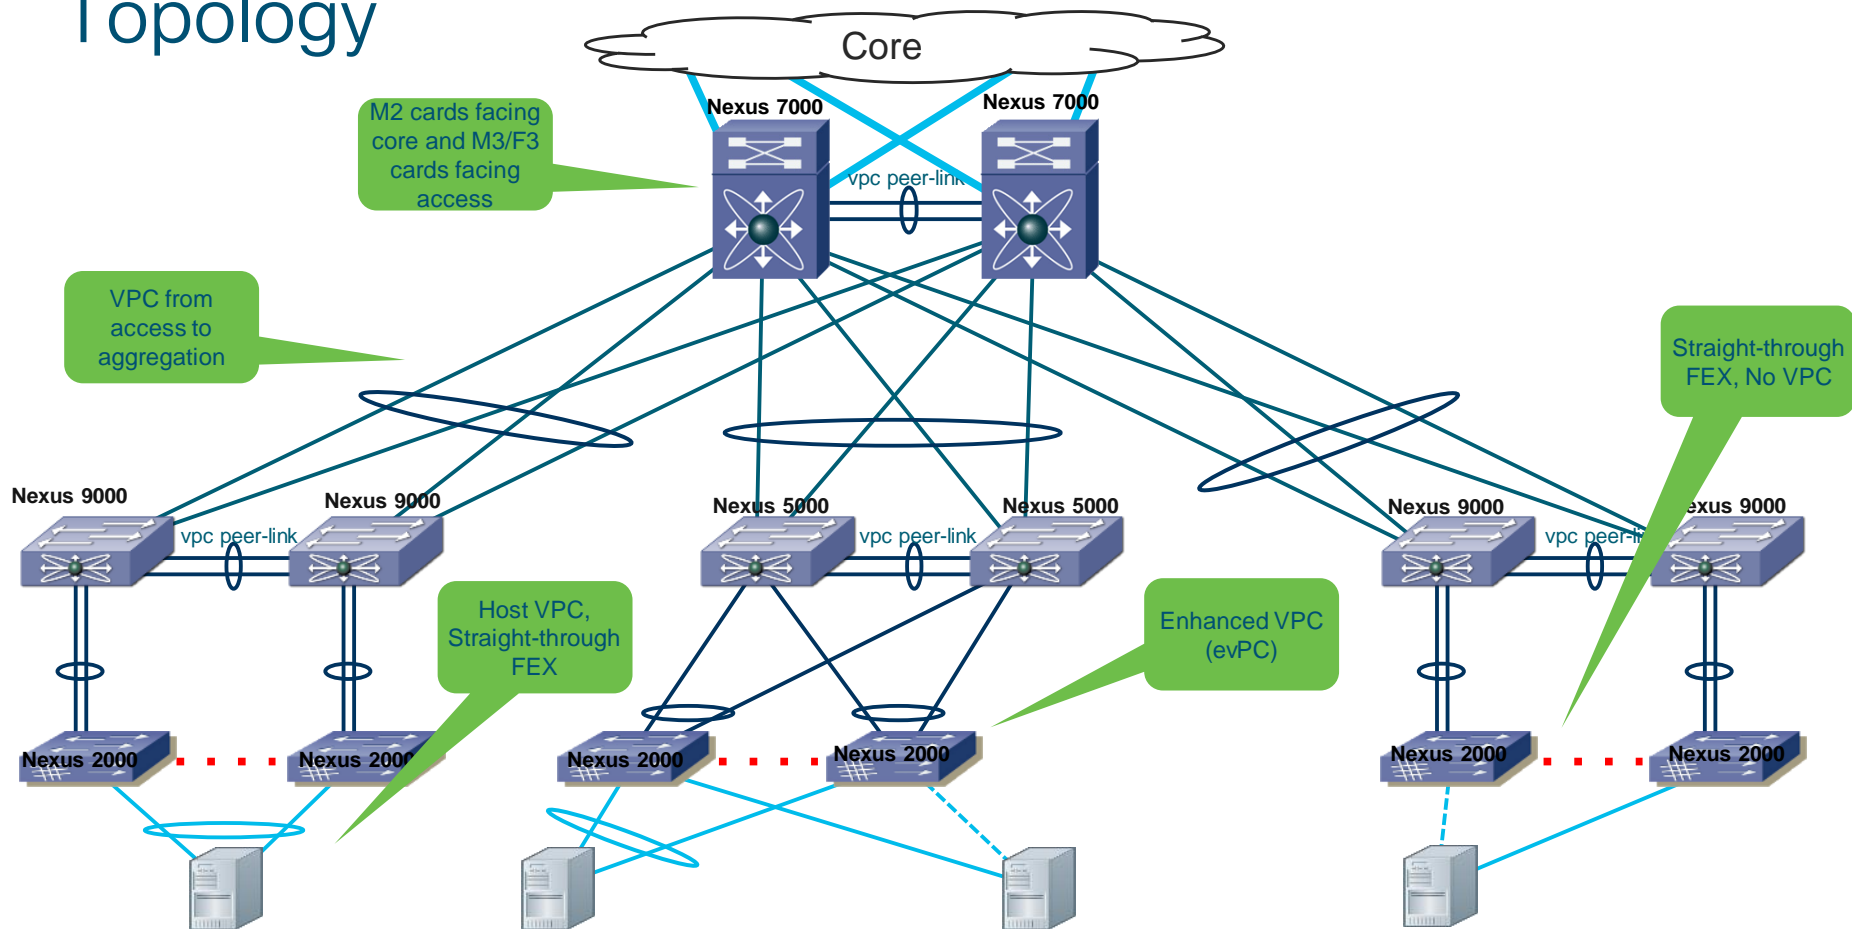 Topology
Core
Nexus 7000
Nexus 7000
M2 cards facing
core and M3/F3
cards facing
access
vpc peer-link
VPC from
access to
aggregation
Straight-through
FEX, No VPC
Nexus 9000
Nexus 9000
Nexus 5000
Nexus 5000
Nexus 9000
exus 9000
vpc peer-link
vpc peer-link
vpc peer-li
Host VPC,
Straight-through
FEX
Enhanced VPC
(evPC)
Nexus 2000
Nexus 2000
Nexus 2000
Nexus 2000
Nexus 2000
Nexus 2000